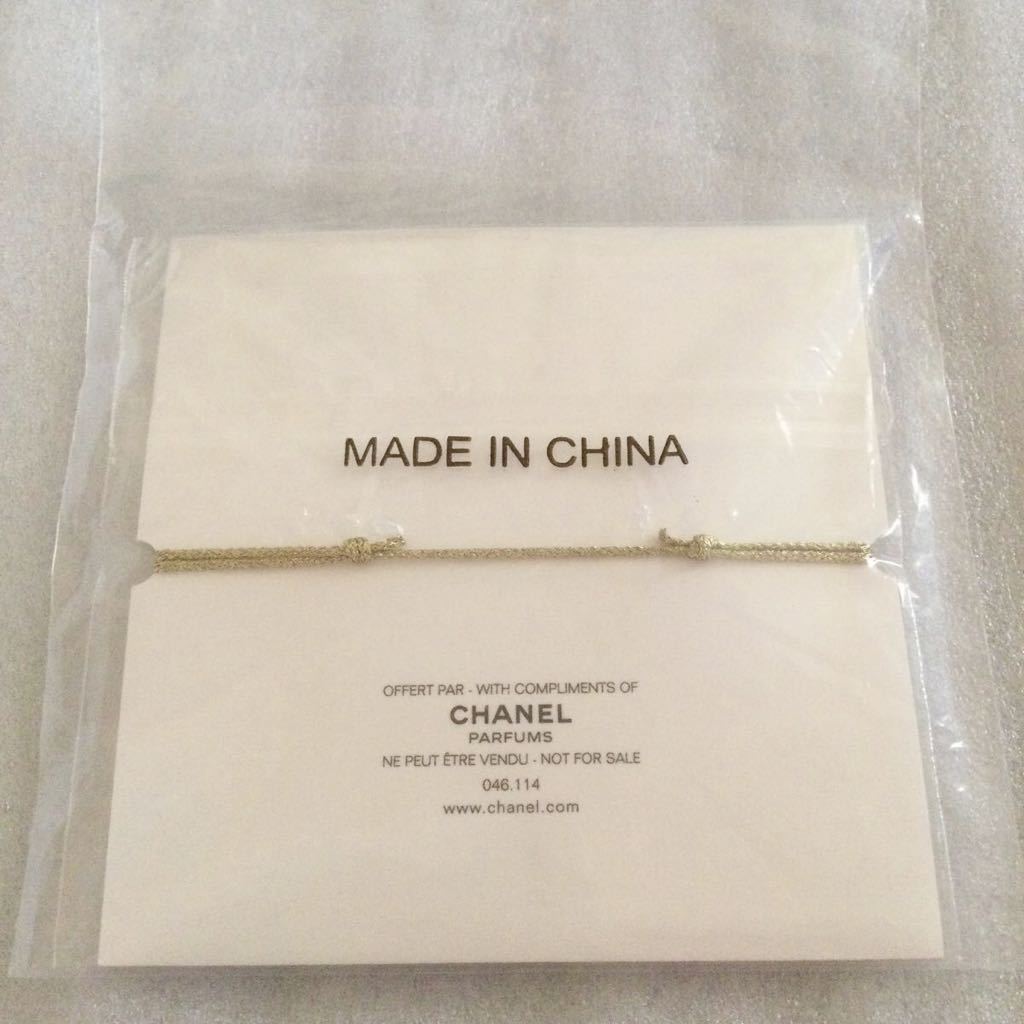 MADE IN CHINA
OFFERT PAR - WITH COMPLIMENTS OF
CHANEL
PARFUMS
NE PEUT ÊTRE VENDU - NOT FOR SALE
046.114
www.chanel.com